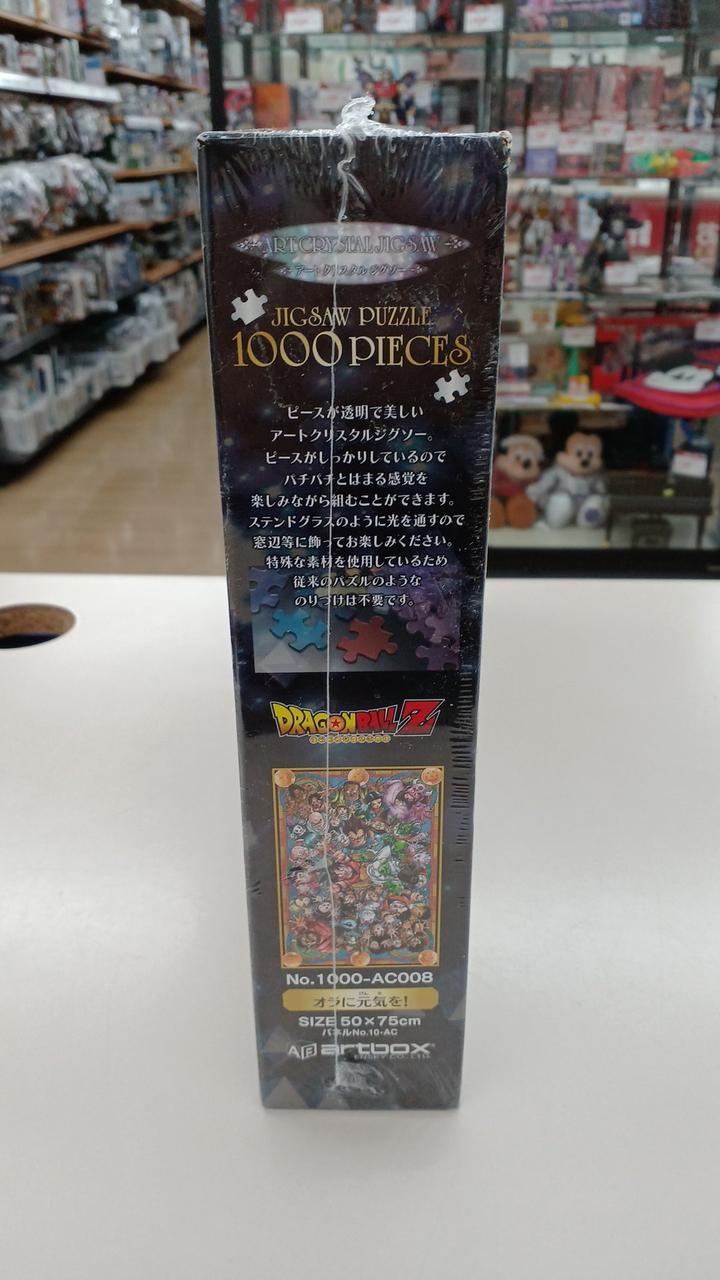 ARTCRYSTAL JIGSAW
アートクリスタルジグソー
JIGSAW PUZZLE
1000 PIECES
ピースが透明で美しい
アートクリスタルジグソー。
ピースがしっかりしているので
パチパチとはまる感覚を
楽しみながら組むことができます。
ステンドグラスのように光を通すので
窓辺等に飾ってお楽しみください。
特殊な素材を使用しているため
従来のパズルのような
のりづけは不要です。
DRAGONBALL Z
No.1000-AC008
オラに元気を!
SIZE 50×75cm
パネルNo.10-AC
artbox
ENSKY CO., LTD.